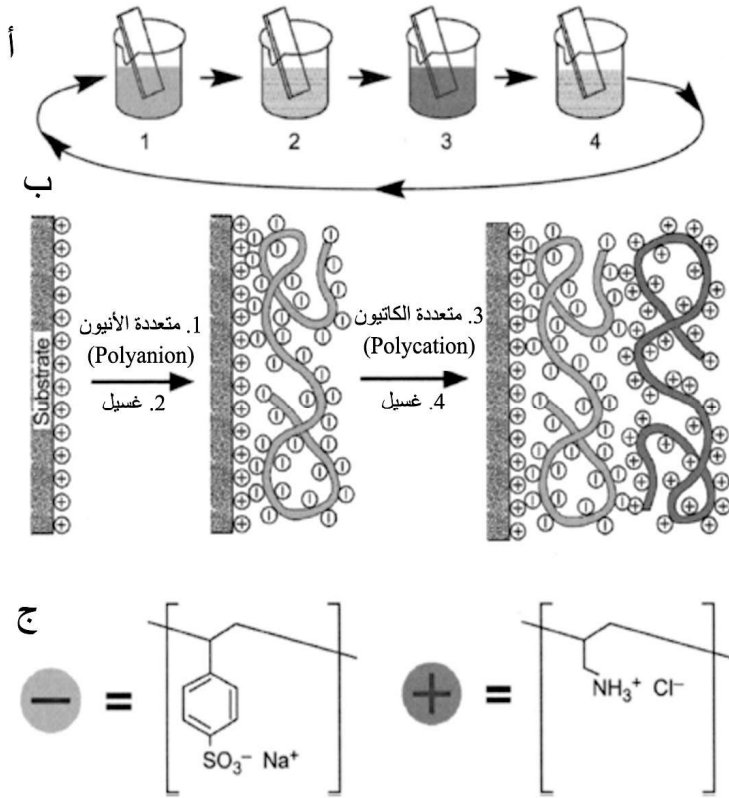 أ
1 2 3 4
ب
Substrate
1. متعددة الأنيون
(Polyanion)
2. غسيل
3. متعددة الكاتيون
(Polycation)
4. غسيل
ج
− = SO₃⁻ Na⁺
+ = NH₃⁺ Cl⁻